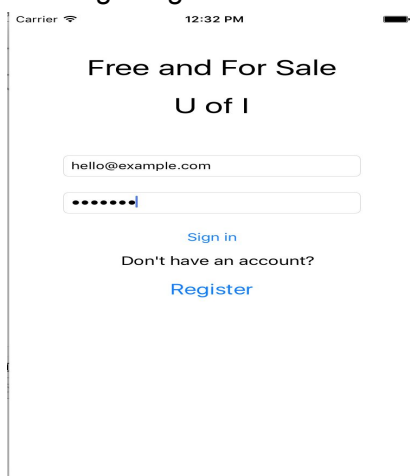 Carrier 12:32 PM
Free and For Sale
U of I
hello@example.com
•••••••
Sign in
Don't have an account?
Register